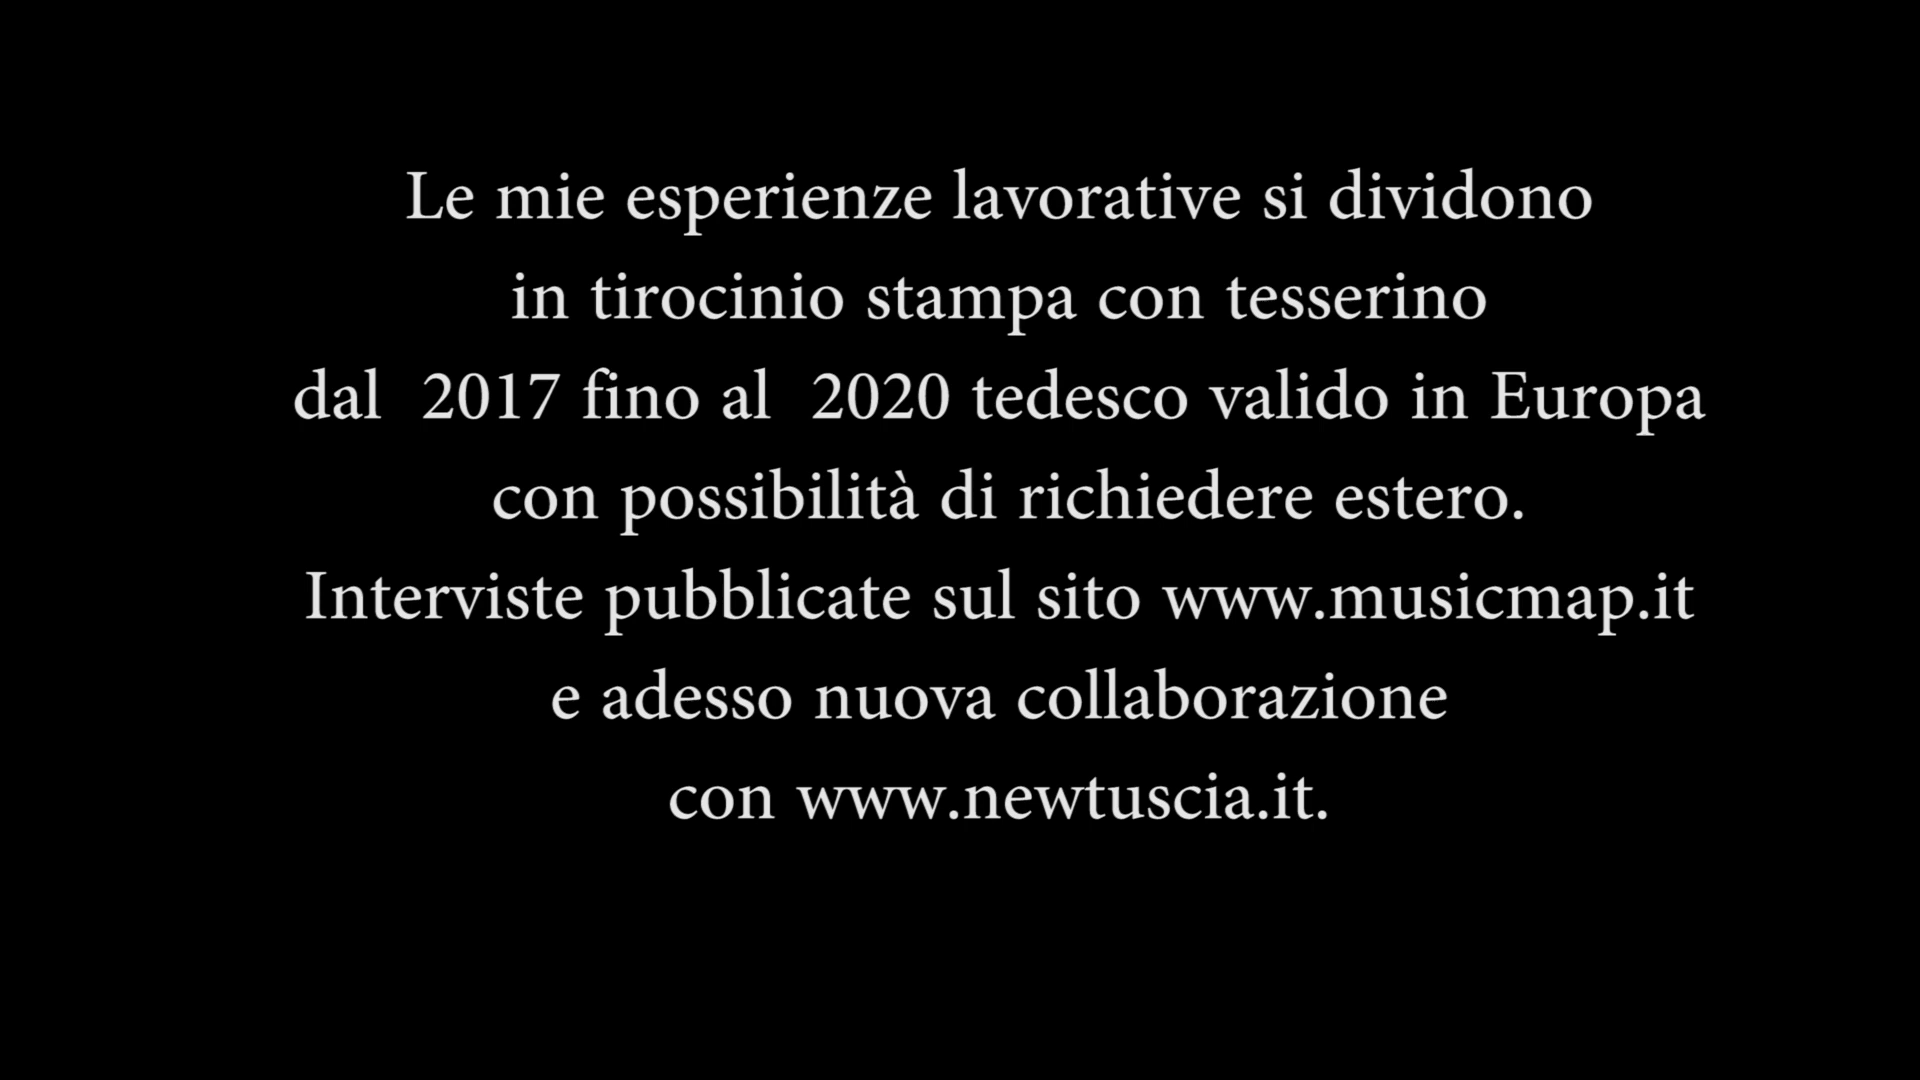 Le mie esperienze lavorative si dividono
in tirocinio stampa con tesserino
dal  2017 fino al  2020 tedesco valido in Europa
con possibilità di richiedere estero.
Interviste pubblicate sul sito www.musicmap.it
e adesso nuova collaborazione
con www.newtuscia.it.